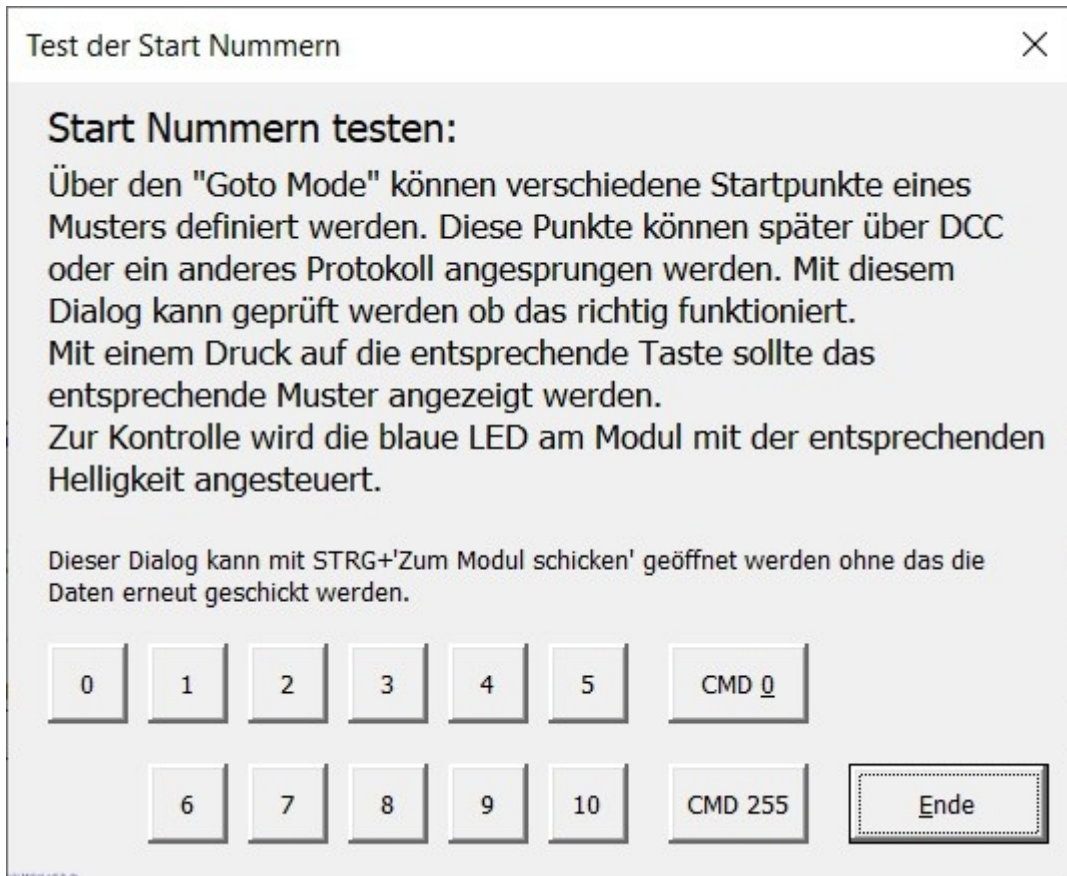 Test der Start Nummern
Start Nummern testen:
Über den "Goto Mode" können verschiedene Startpunkte eines
Musters definiert werden. Diese Punkte können später über DCC
oder ein anderes Protokoll angesprungen werden. Mit diesem
Dialog kann geprüft werden ob das richtig funktioniert.
Mit einem Druck auf die entsprechende Taste sollte das
entsprechende Muster angezeigt werden.
Zur Kontrolle wird die blaue LED am Modul mit der entsprechenden
Helligkeit angesteuert.
Dieser Dialog kann mit STRG+'Zum Modul schicken' geöffnet werden ohne das die
Daten erneut geschickt werden.
0 1 2 3 4 5 CMD 0
6 7 8 9 10 CMD 255 Ende